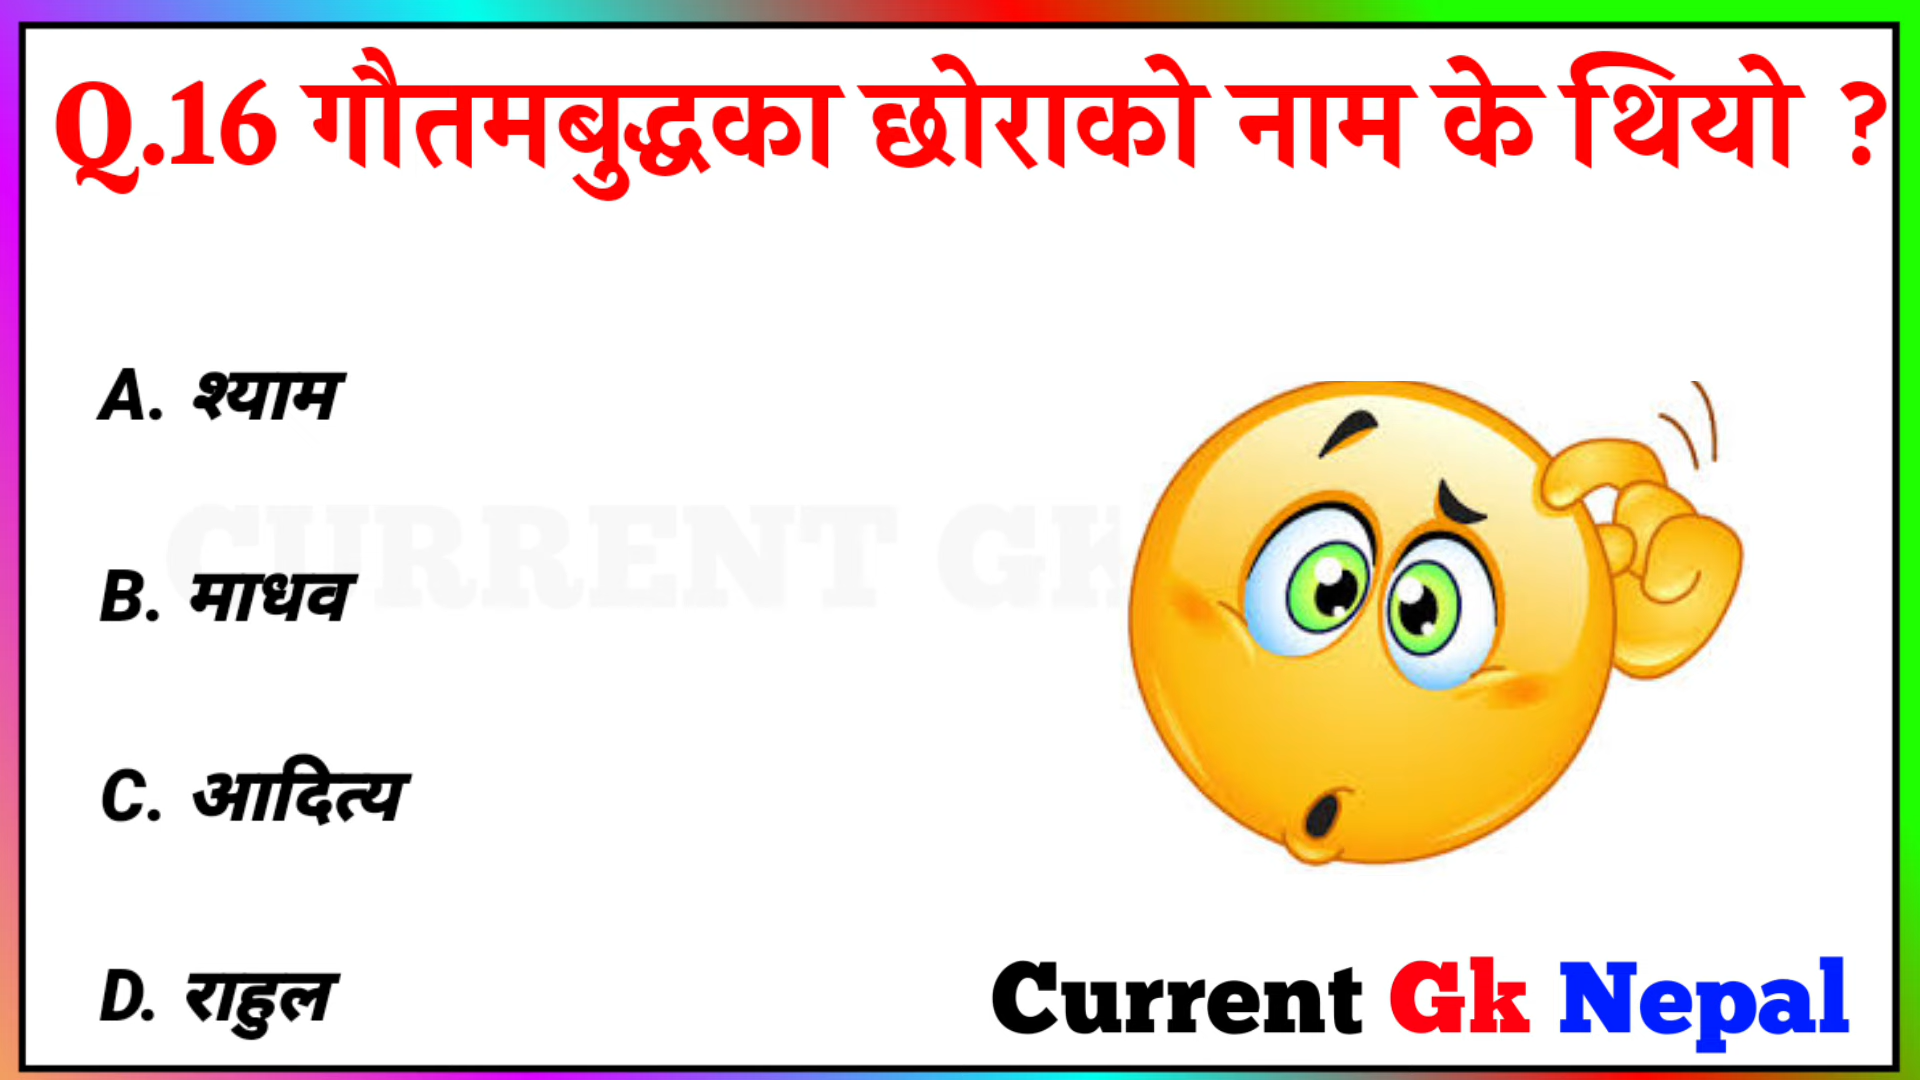 Q.16 गौतमबुद्धका छोराको नाम के थियो ?
A. श्याम
CURRENT GK
B. माधव
C. आदित्य
D. राहुल
Current Gk Nepal